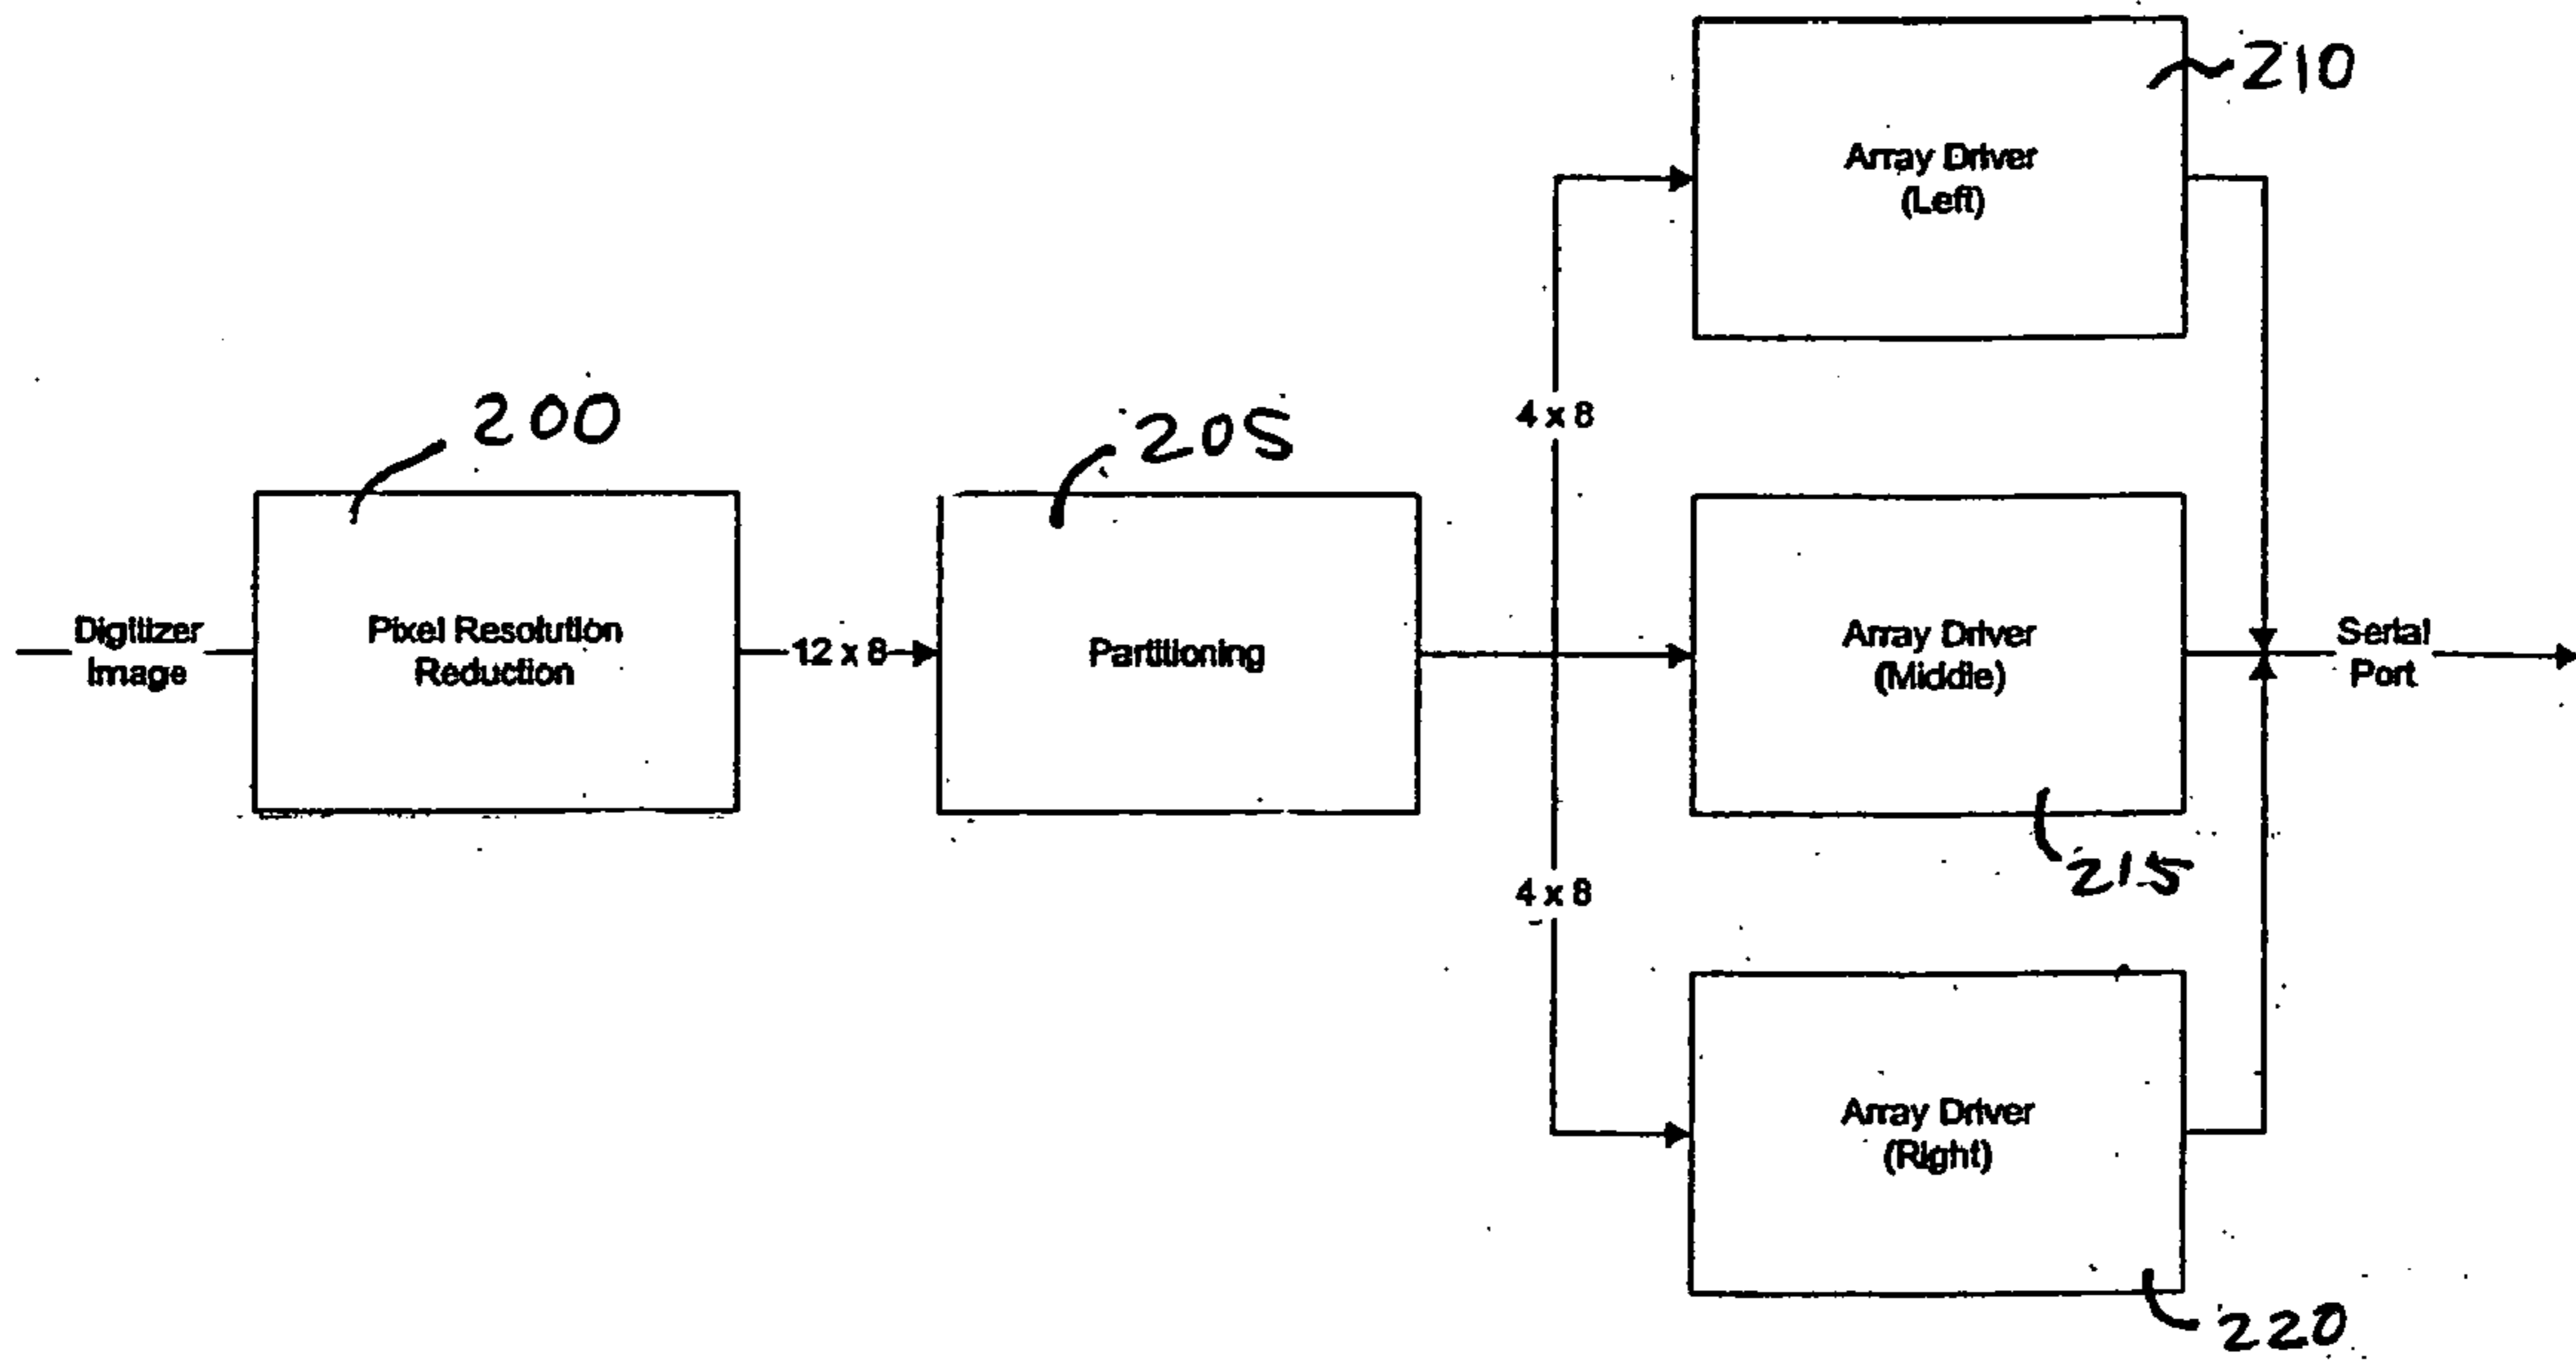 210
Array Driver
(Left)
200
205
4 x 8
Digitizer
Image
Pixel Resolution
Reduction
12 x 8
Partitioning
Array Driver
(Middle)
Serial
Port
215
4 x 8
Array Driver
(Right)
220